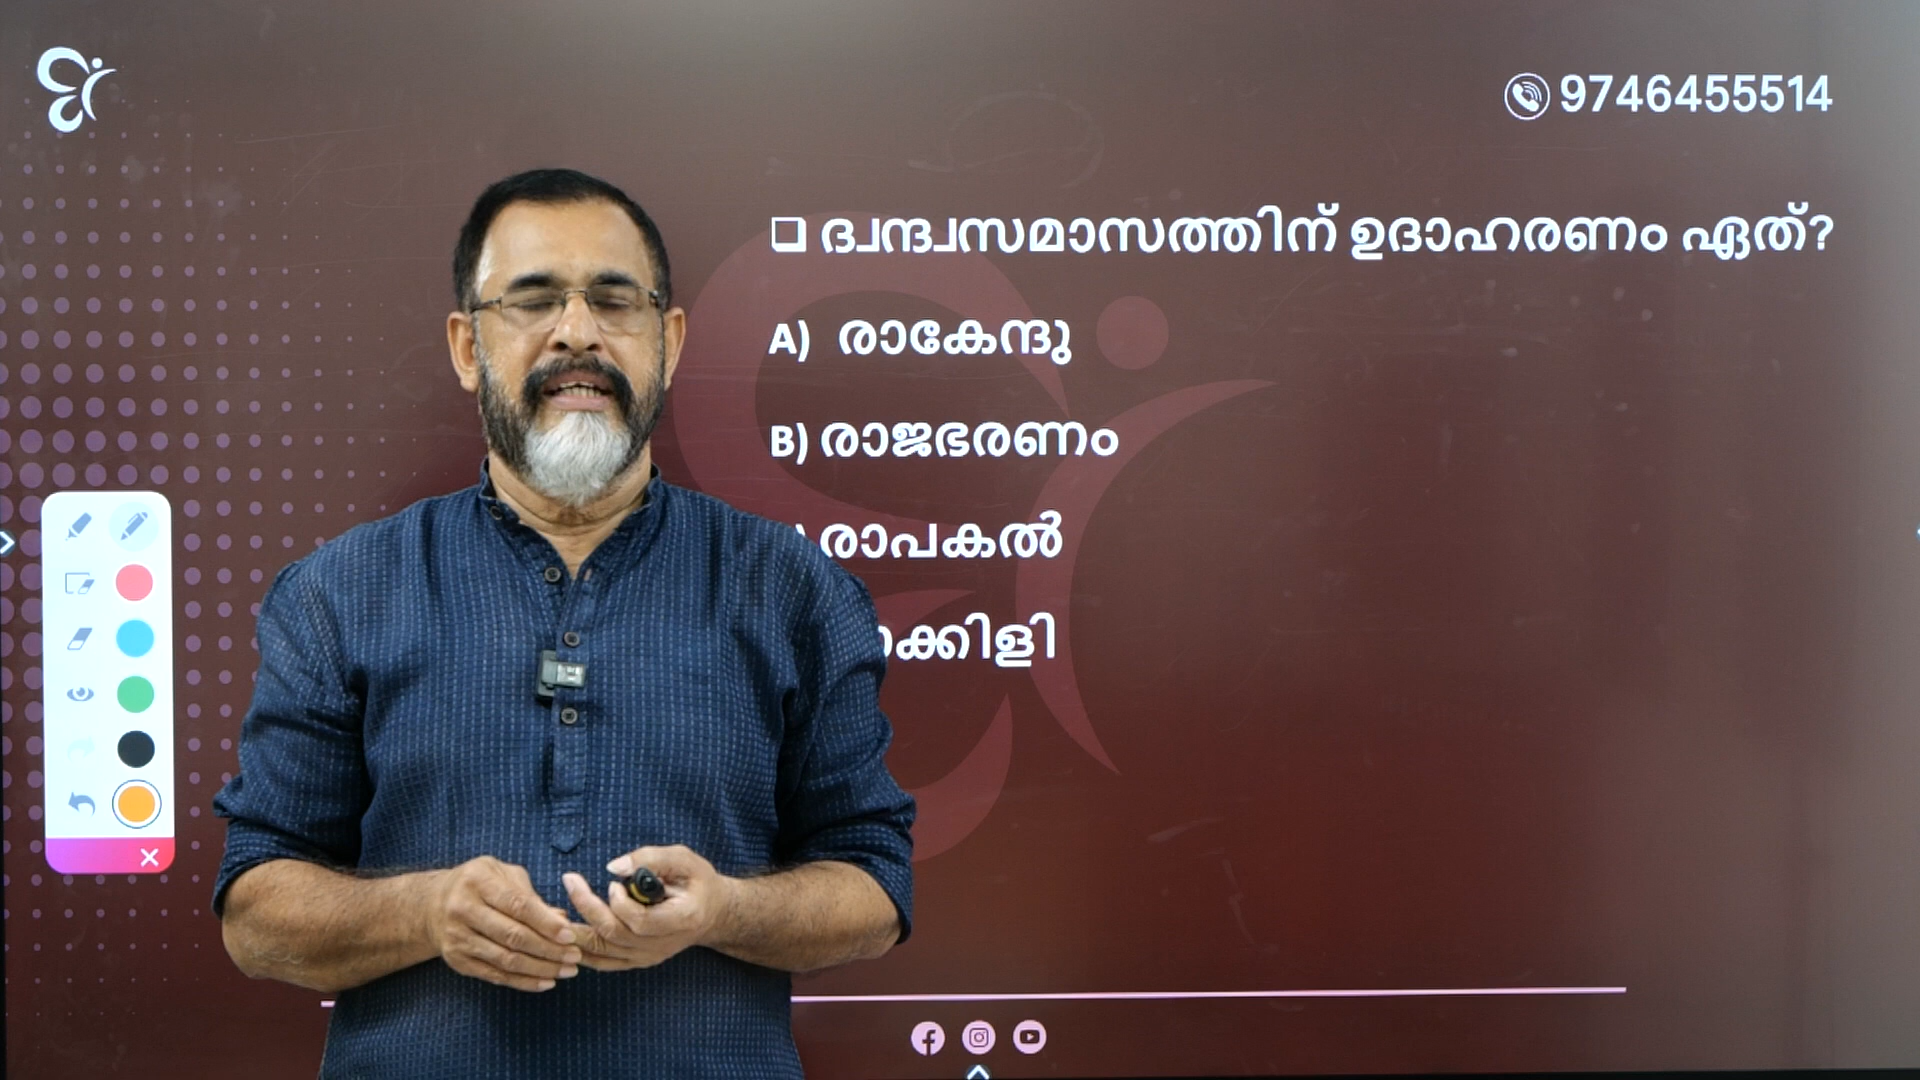 9746455514
❑ ദ്വന്ദ്വസമാസത്തിന് ഉദാഹരണം ഏത്?
A) രാകേന്ദു
B) രാജഭരണം
രാപകൽ